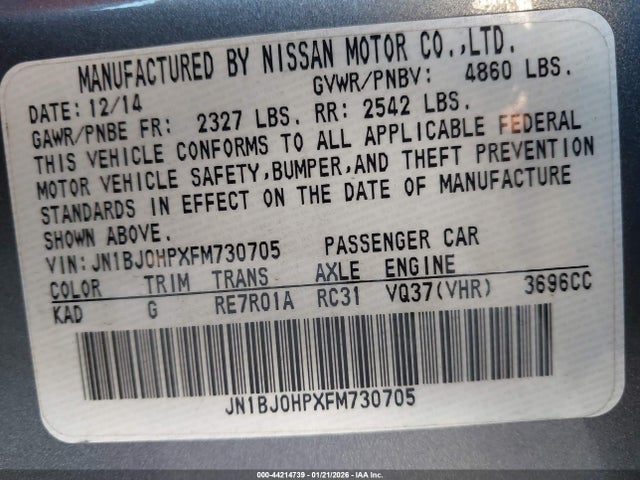 MANUFACTURED BY NISSAN MOTOR CO.,LTD.
DATE: 12/14 GVWR/PNBV: 4860 LBS.
GAWR/PNBE FR: 2327 LBS. RR: 2542 LBS.
THIS VEHICLE CONFORMS TO ALL APPLICABLE FEDERAL
MOTOR VEHICLE SAFETY,BUMPER,AND THEFT PREVENTION
STANDARDS IN EFFECT ON THE DATE OF MANUFACTURE
SHOWN ABOVE.
VIN: JN1BJ0HPXFM730705 PASSENGER CAR
COLOR TRIM TRANS AXLE ENGINE
KAD G RE7R01A RC31 VQ37(VHR) 3696CC
JN1BJ0HPXFM730705
000-44214739 - 01/21/2026 - IAA Inc.